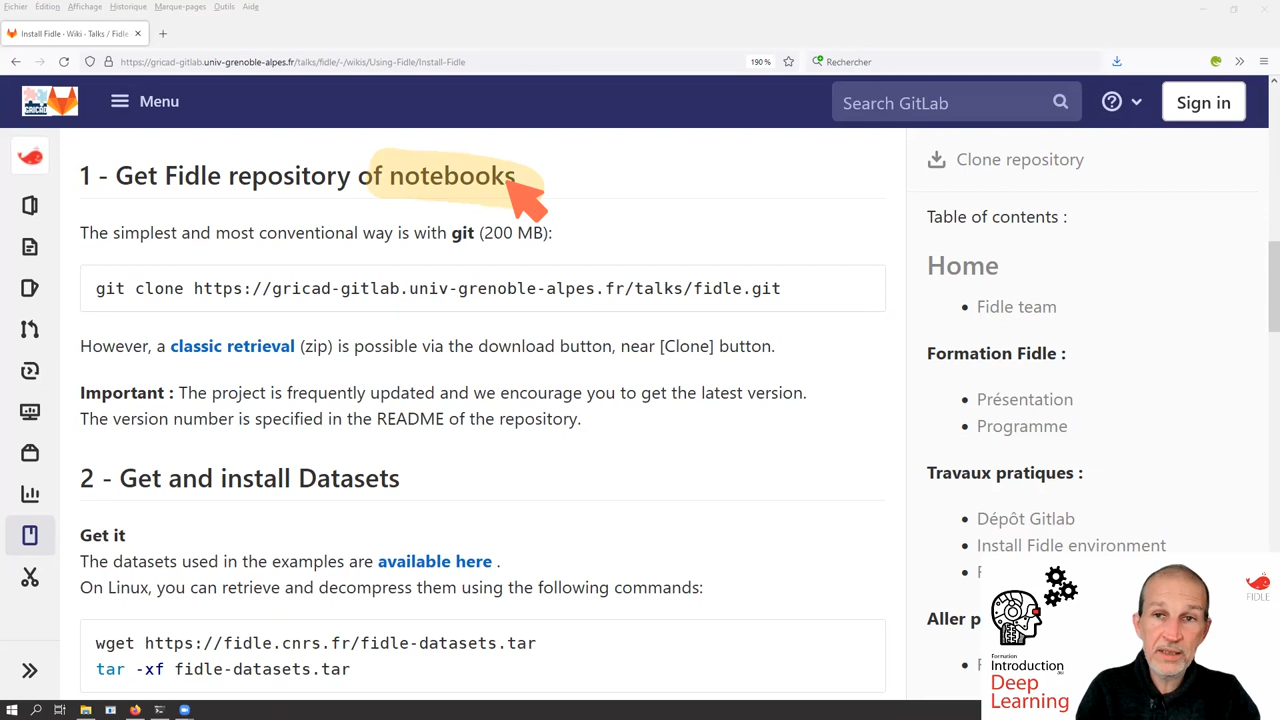 Fichier Édition Affichage Historique Marque-pages Outils Aide
Install Fidle · Wiki · Talks / Fidle
https://gricad-gitlab.univ-grenoble-alpes.fr/talks/fidle/-/wikis/Using-Fidle/Install-Fidle
190 %
Rechercher
GRICAD
Menu
Search GitLab
Sign in
1 - Get Fidle repository of notebooks
The simplest and most conventional way is with git (200 MB):
git clone https://gricad-gitlab.univ-grenoble-alpes.fr/talks/fidle.git
However, a classic retrieval (zip) is possible via the download button, near [Clone] button.
Important : The project is frequently updated and we encourage you to get the latest version.
The version number is specified in the README of the repository.
2 - Get and install Datasets
Get it
The datasets used in the examples are available here .
On Linux, you can retrieve and decompress them using the following commands:
wget https://fidle.cnrs.fr/fidle-datasets.tar
tar -xf fidle-datasets.tar
Clone repository
Table of contents :
Home
• Fidle team
Formation Fidle :
• Présentation
• Programme
Travaux pratiques :
• Dépôt Gitlab
• Install Fidle environment
Aller p
Formation
Introduction au
Deep
Learning
FIDLE